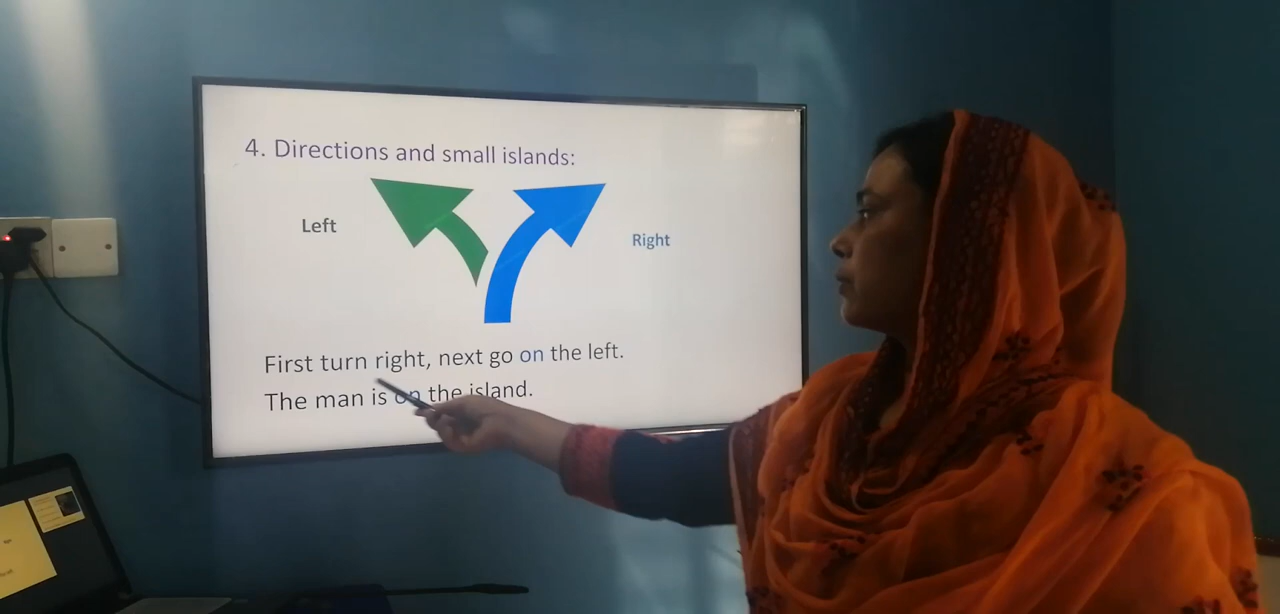 4. Directions and small islands:
Left
Right
First turn right, next go on the left.
The man is on the island.